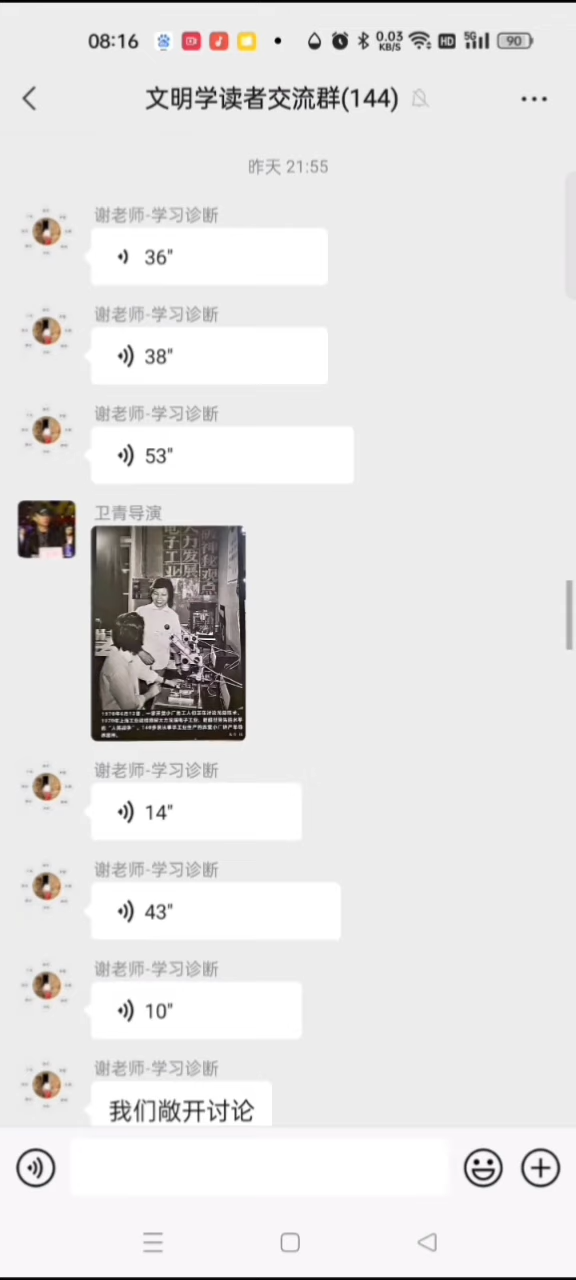 08:16
0.03 KB/S
HD
5G
90
文明学读者交流群(144)
昨天 21:55
谢老师-学习诊断
36"
谢老师-学习诊断
38"
谢老师-学习诊断
53"
卫青导演
谢老师-学习诊断
14"
谢老师-学习诊断
43"
谢老师-学习诊断
10"
谢老师-学习诊断
我们敞开讨论